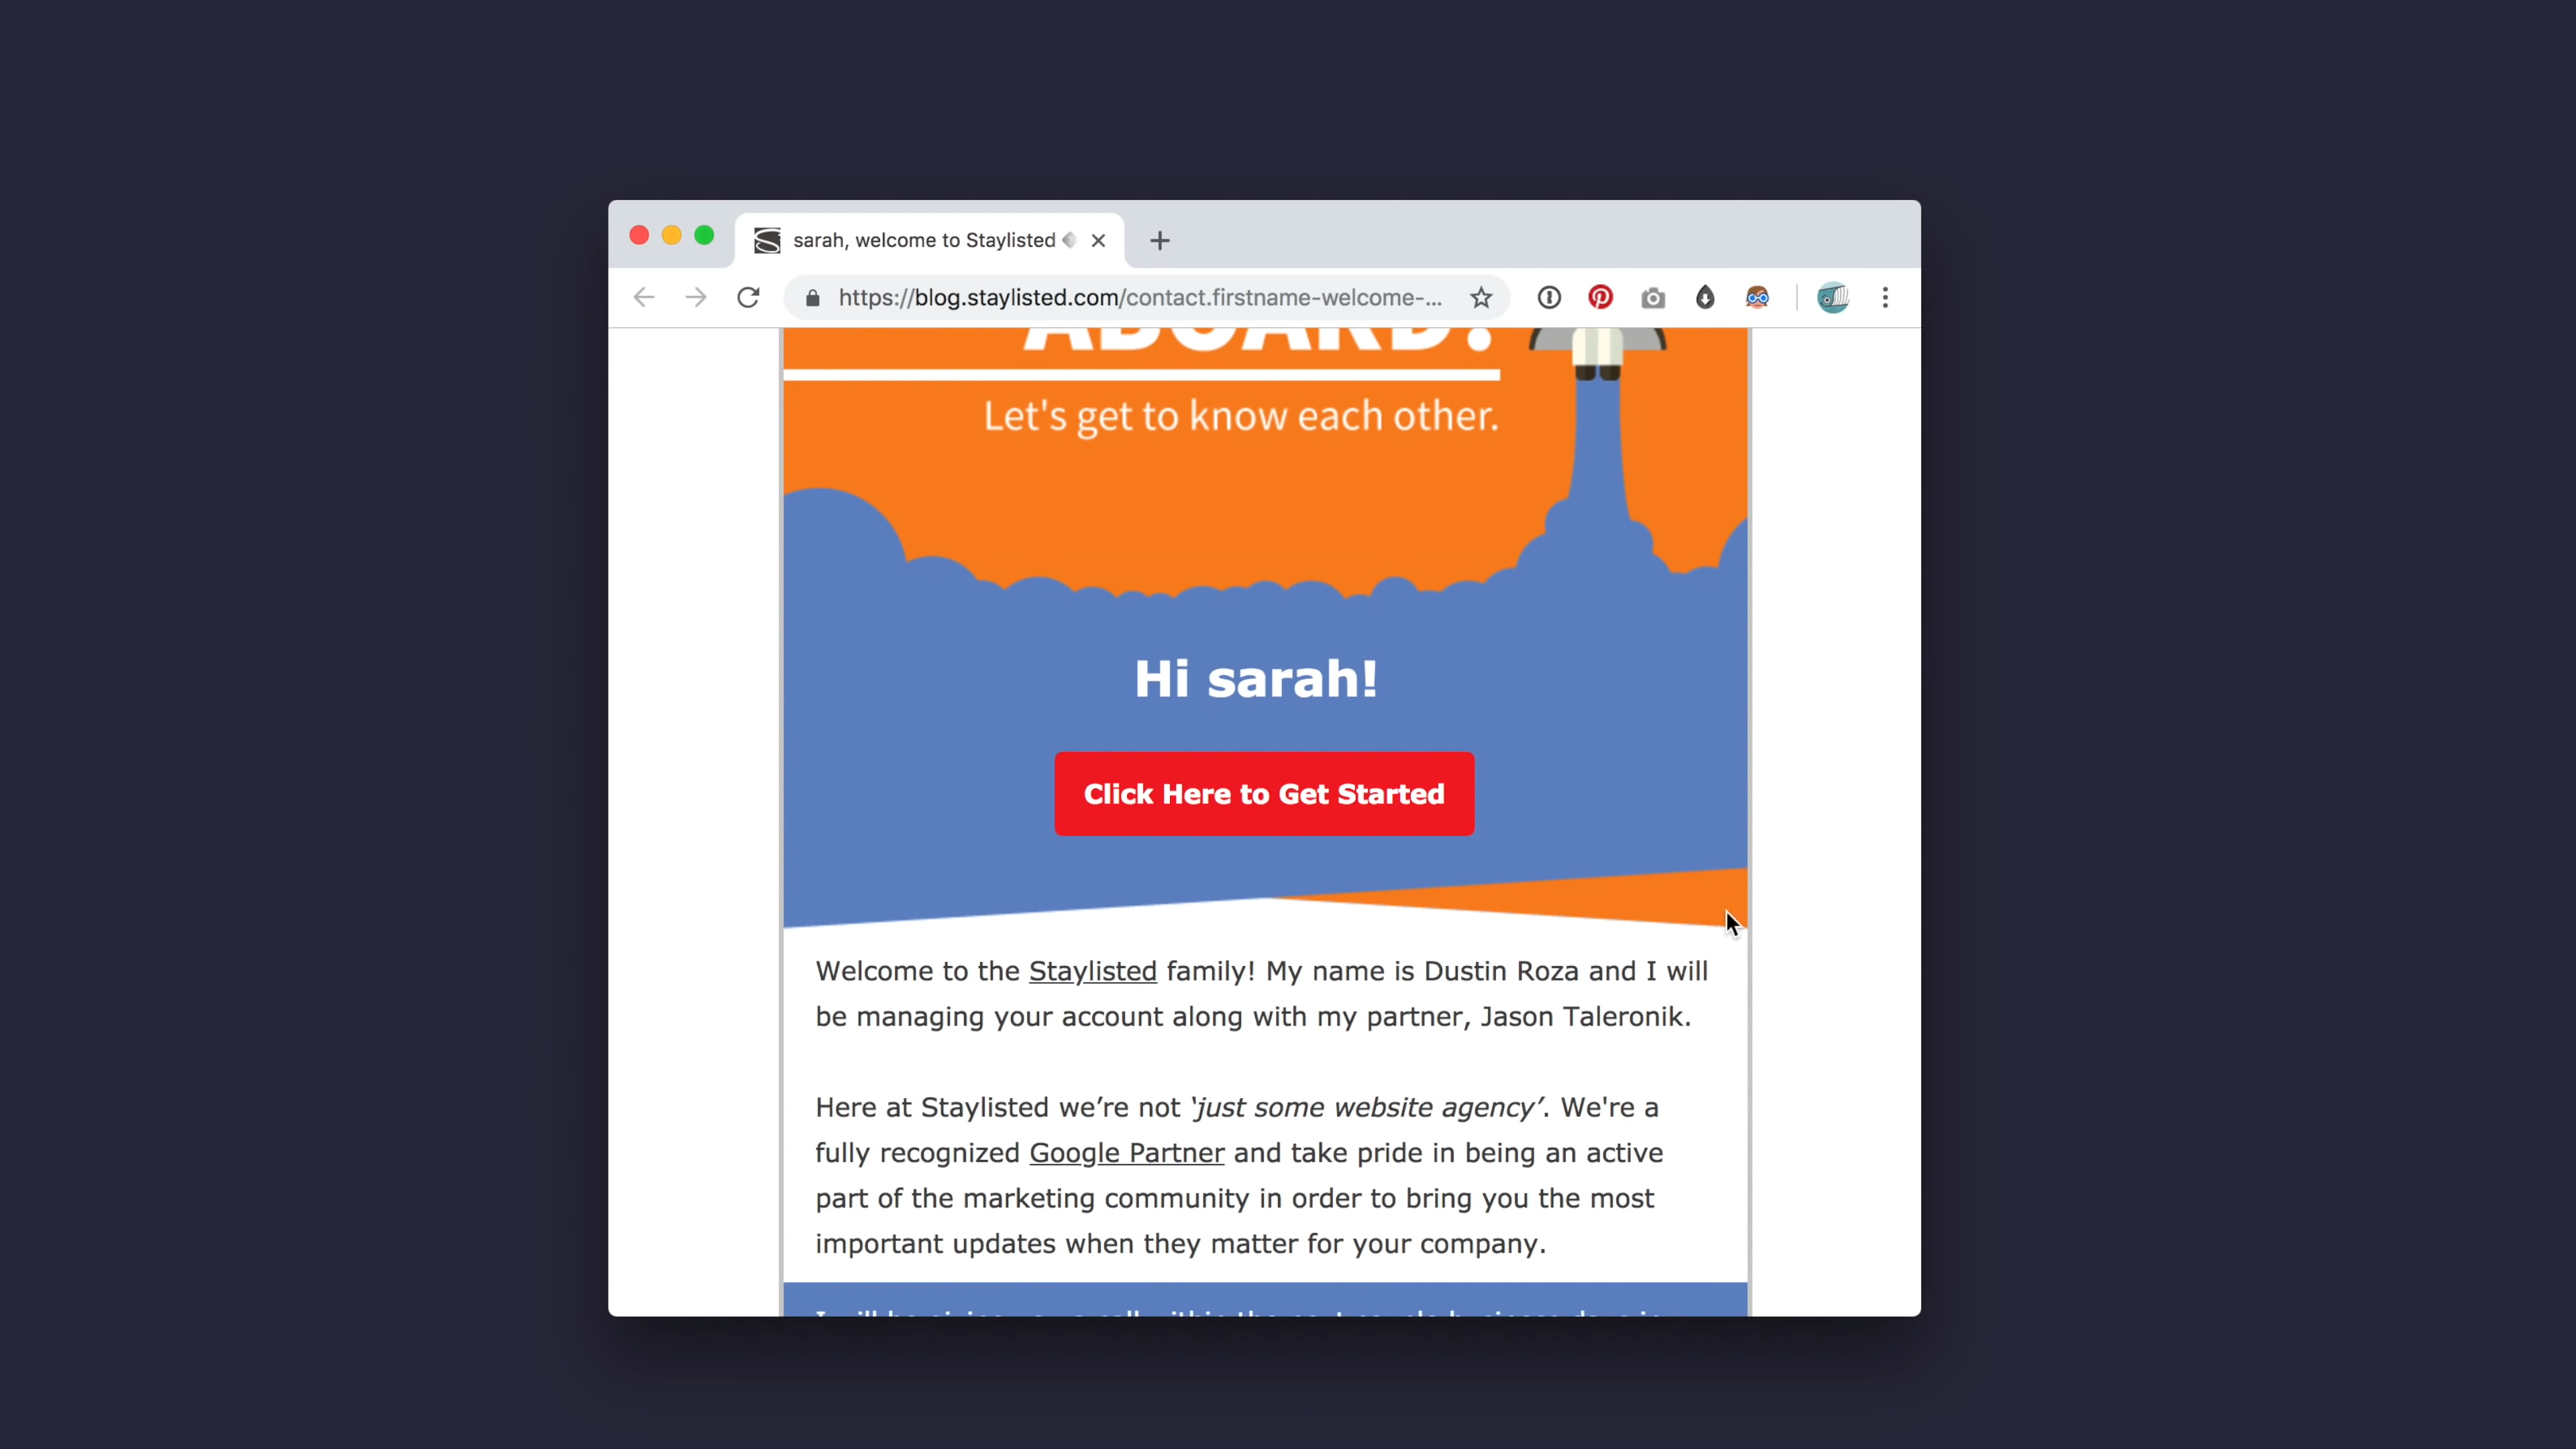 sarah, welcome to Staylisted
https://blog.staylisted.com/contact.firstname-welcome-...
ABOARD!
Let's get to know each other.
Hi sarah!
Click Here to Get Started
Welcome to the Staylisted family! My name is Dustin Roza and I will
be managing your account along with my partner, Jason Taleronik.
Here at Staylisted we’re not ‘just some website agency’. We're a
fully recognized Google Partner and take pride in being an active
part of the marketing community in order to bring you the most
important updates when they matter for your company.